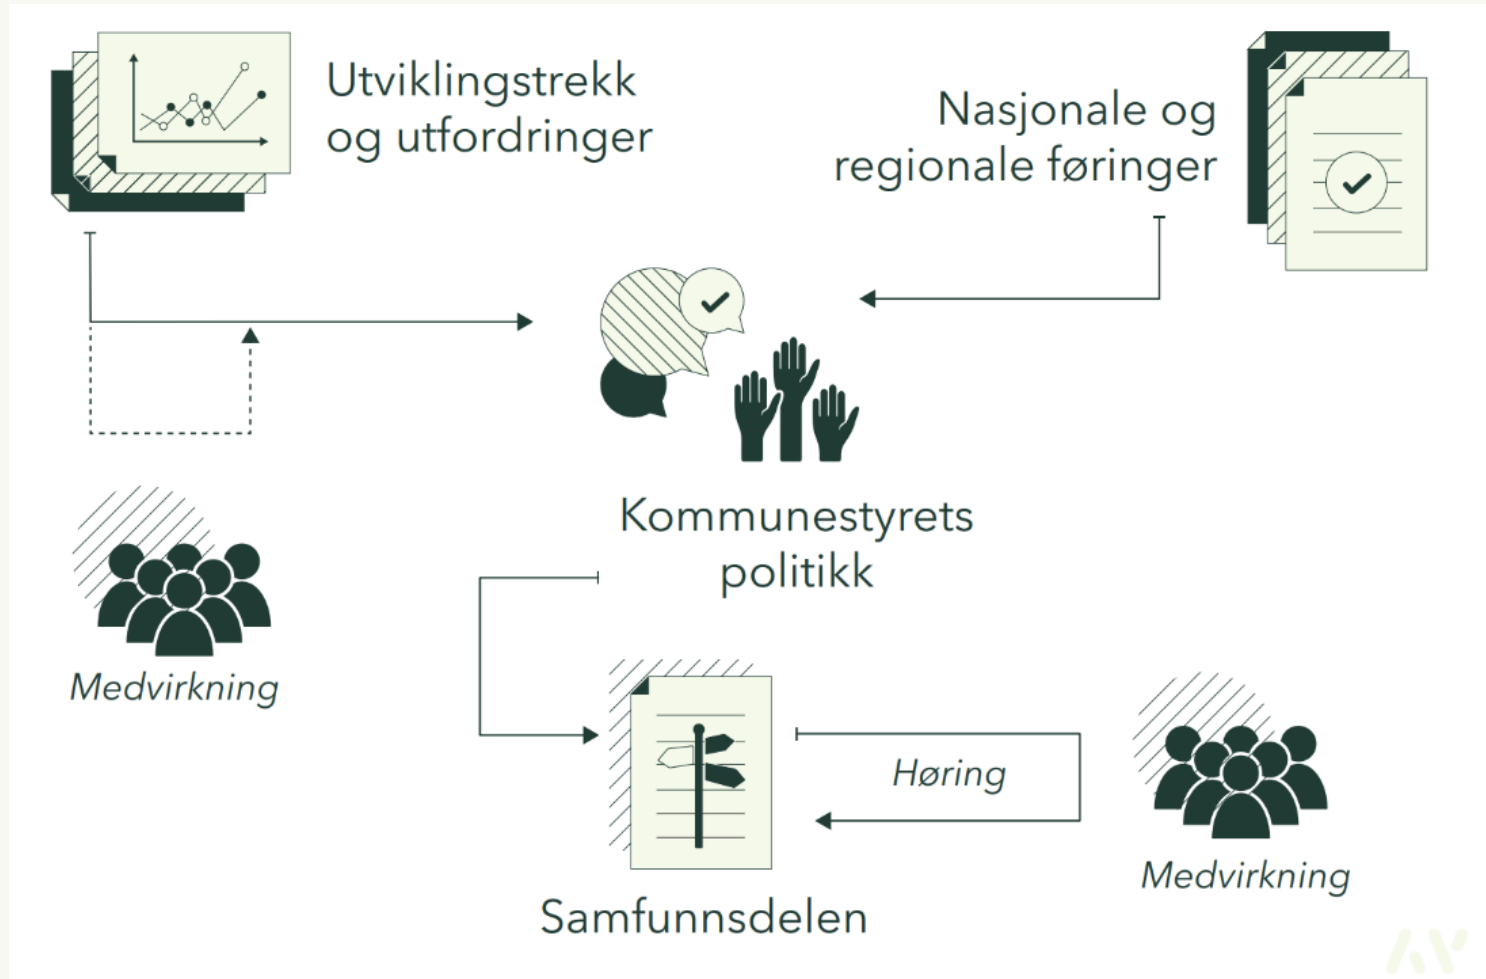 Utviklingstrekk
og utfordringer
Nasjonale og
regionale føringer
Kommunestyrets
politikk
Medvirkning
Høring
Medvirkning
Samfunnsdelen